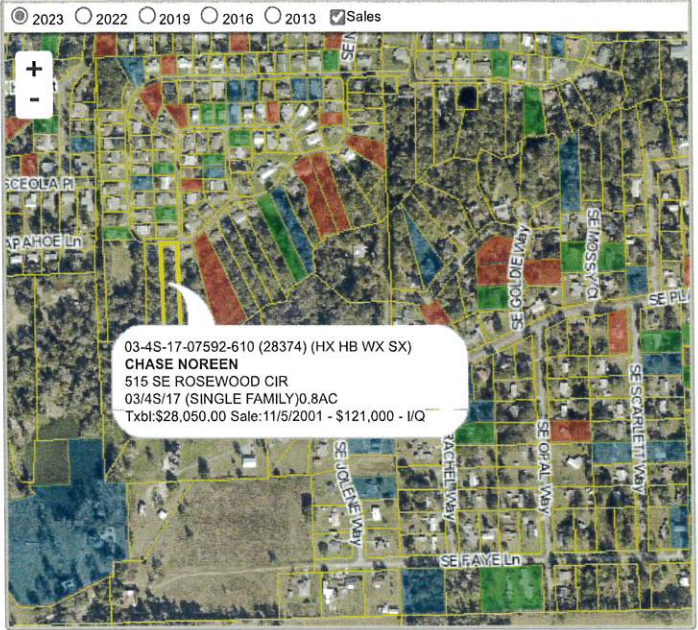 2023 2022 2019 2016 2013 Sales
+
-
SE N
SCEOLA Pl
APAHOE Ln
SE GOLDIE Way
SE MOSSY Ct
SE PL
03-4S-17-07592-610 (28374) (HX HB WX SX)
CHASE NOREEN
515 SE ROSEWOOD CIR
03/4S/17 (SINGLE FAMILY)0.8AC
Txbl:$28,050.00 Sale:11/5/2001 - $121,000 - I/Q
SE JOLENE Way
RACHEL Way
SE OPAL Way
SE SCARLETT Way
SE FAYE Ln